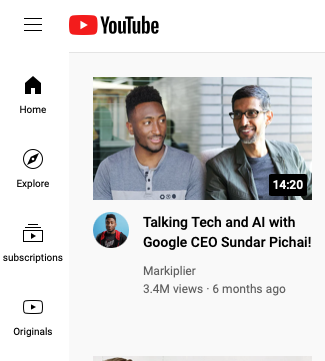 YouTube
Home
Explore
subscriptions
Originals
14:20
Talking Tech and AI with
Google CEO Sundar Pichai!
Markiplier
3.4M views · 6 months ago